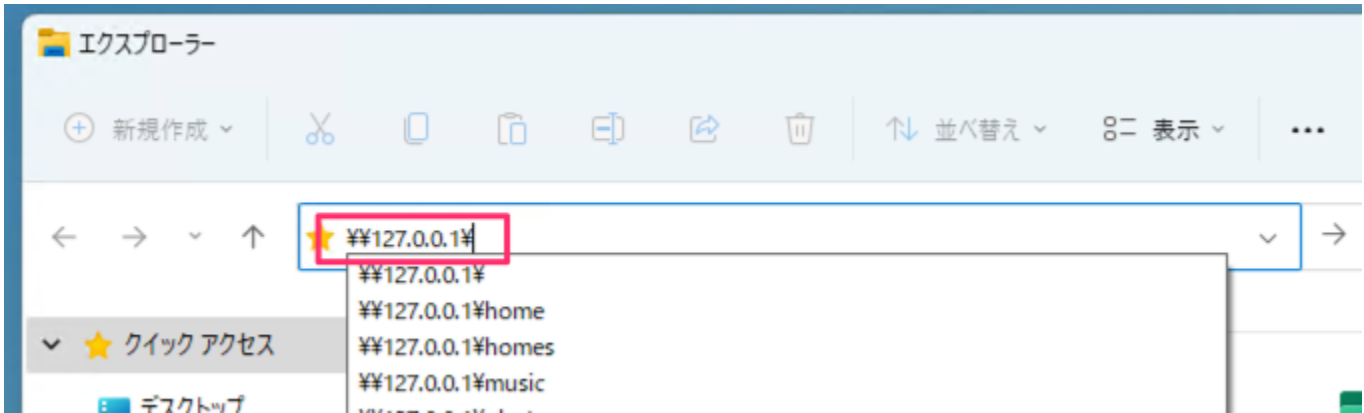 エクスプローラー
新規作成 並べ替え 表示
¥¥127.0.0.1¥
¥¥127.0.0.1¥
¥¥127.0.0.1¥home
クイック アクセス ¥¥127.0.0.1¥homes
¥¥127.0.0.1¥music
デスクトップ